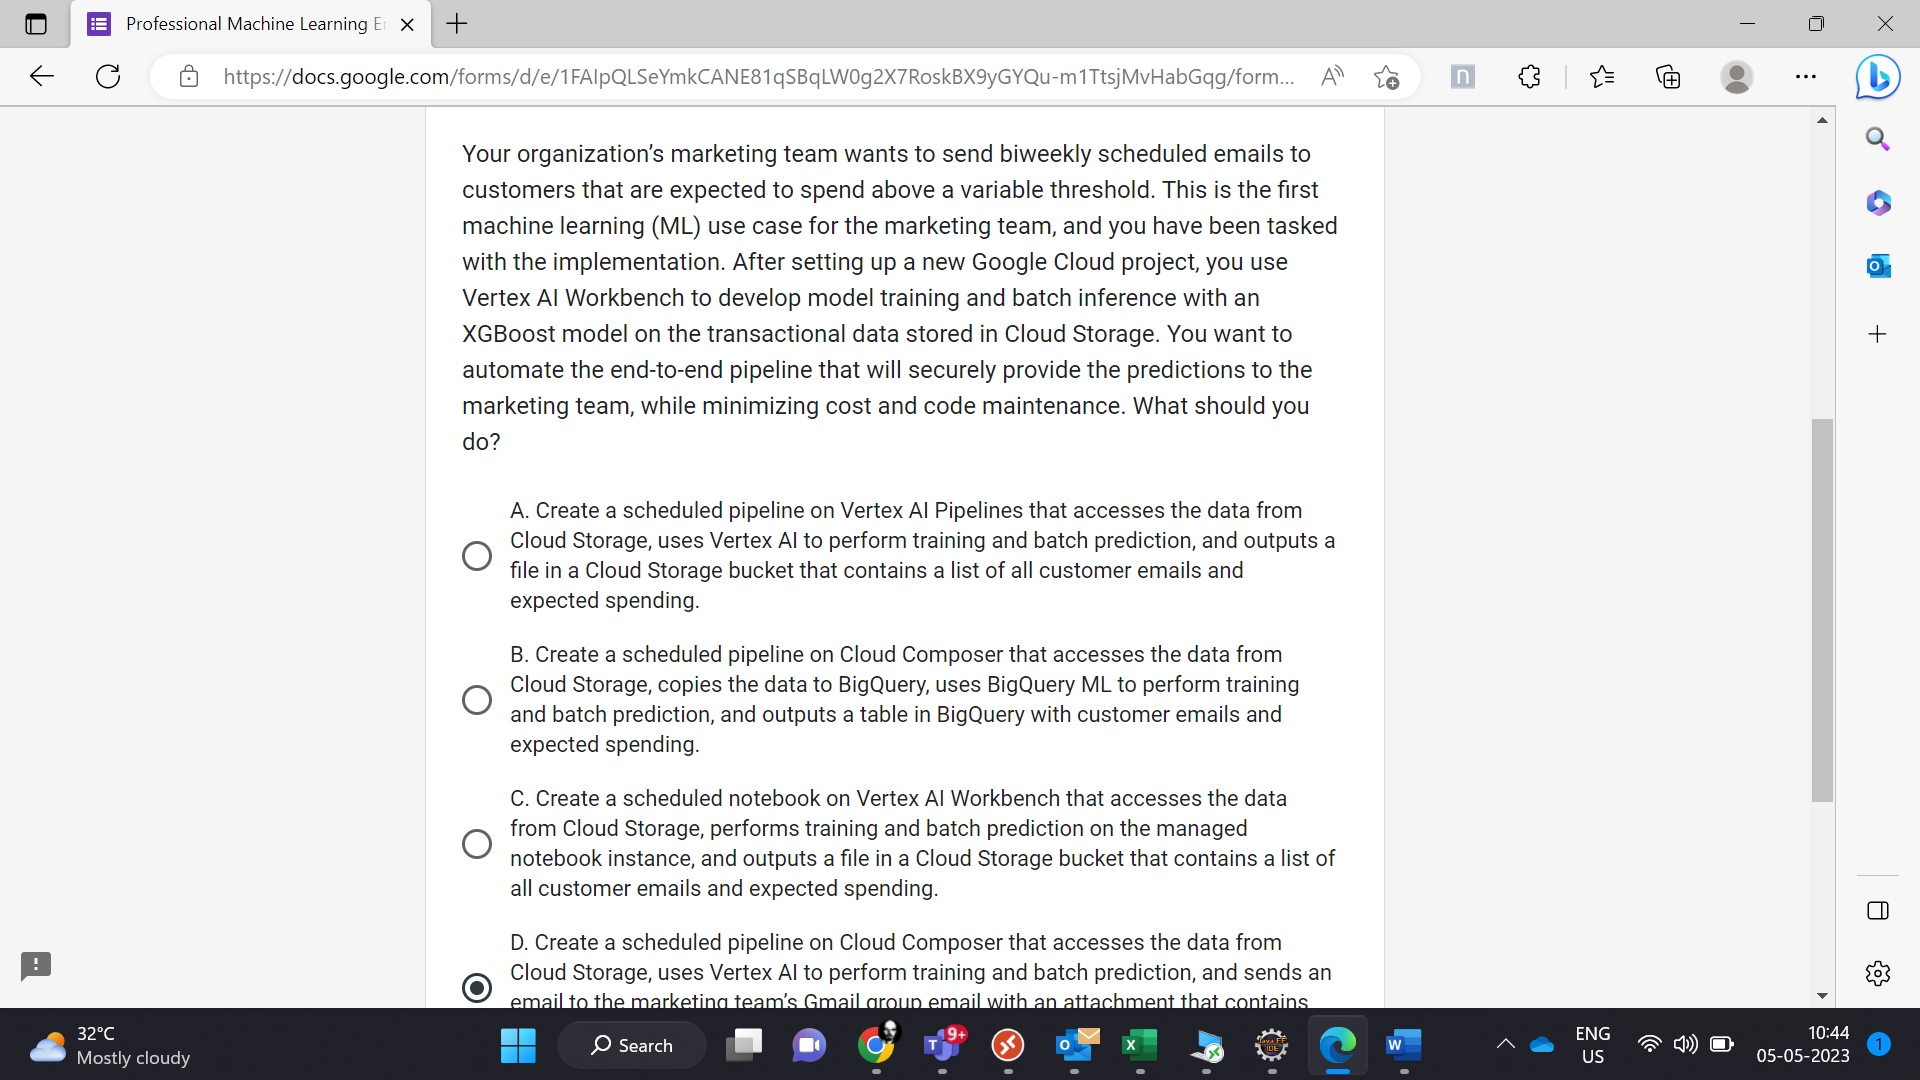 Professional Machine Learning E
https://docs.google.com/forms/d/e/1FAIpQLSeYmkCANE81qSBqLW0g2X7RoskBX9yGYQu-m1TtsjMvHabGqg/form...
Your organization's marketing team wants to send biweekly scheduled emails to
customers that are expected to spend above a variable threshold. This is the first
machine learning (ML) use case for the marketing team, and you have been tasked
with the implementation. After setting up a new Google Cloud project, you use
Vertex AI Workbench to develop model training and batch inference with an
XGBoost model on the transactional data stored in Cloud Storage. You want to
automate the end-to-end pipeline that will securely provide the predictions to the
marketing team, while minimizing cost and code maintenance. What should you
do?
A. Create a scheduled pipeline on Vertex AI Pipelines that accesses the data from
Cloud Storage, uses Vertex AI to perform training and batch prediction, and outputs a
file in a Cloud Storage bucket that contains a list of all customer emails and
expected spending.
B. Create a scheduled pipeline on Cloud Composer that accesses the data from
Cloud Storage, copies the data to BigQuery, uses BigQuery ML to perform training
and batch prediction, and outputs a table in BigQuery with customer emails and
expected spending.
C. Create a scheduled notebook on Vertex AI Workbench that accesses the data
from Cloud Storage, performs training and batch prediction on the managed
notebook instance, and outputs a file in a Cloud Storage bucket that contains a list of
all customer emails and expected spending.
D. Create a scheduled pipeline on Cloud Composer that accesses the data from
Cloud Storage, uses Vertex AI to perform training and batch prediction, and sends an
email to the marketing team's Gmail group email with an attachment that contains
32°C
Mostly cloudy
Search
9+
ENG
US
10:44
05-05-2023
1